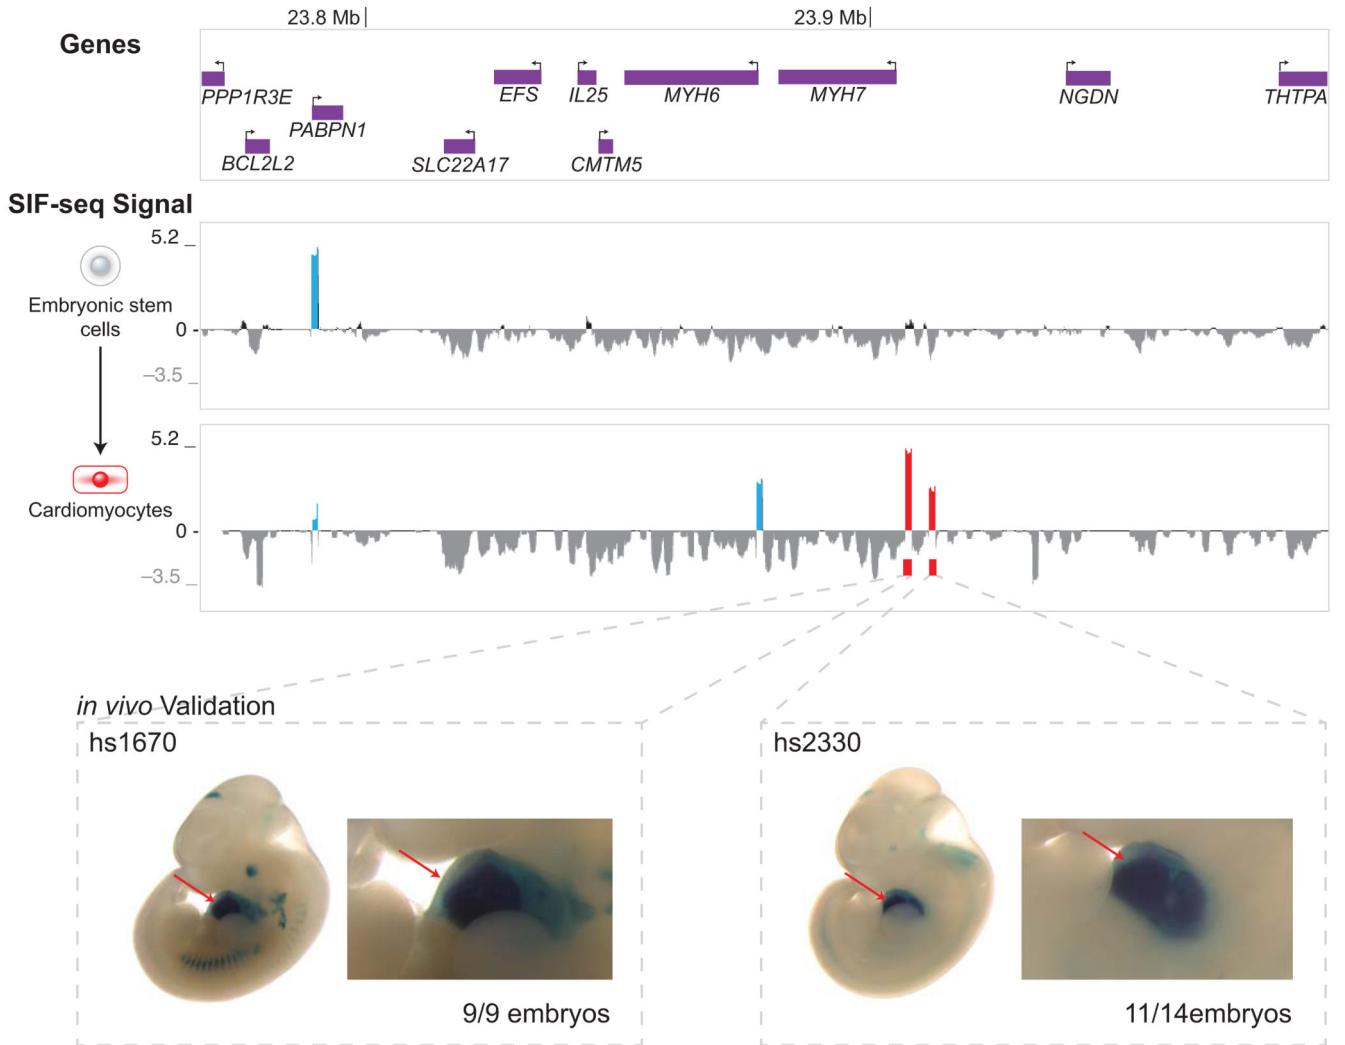 23.8 Mb 23.9 Mb
Genes
PPP1R3E EFS IL25 MYH6 MYH7 NGDN THTPA
PABPN1
BCL2L2 SLC22A17 CMTM5
SIF-seq Signal
5.2
Embryonic stem
cells
0
–3.5
5.2
Cardiomyocytes
0
–3.5
in vivo Validation
hs1670 hs2330
9/9 embryos 11/14embryos